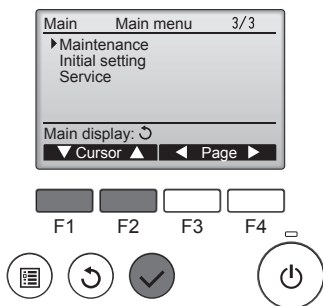 Main Main menu 3/3
Maintenance
Initial setting
Service
Main display:
Cursor Page
F1 F2 F3 F4